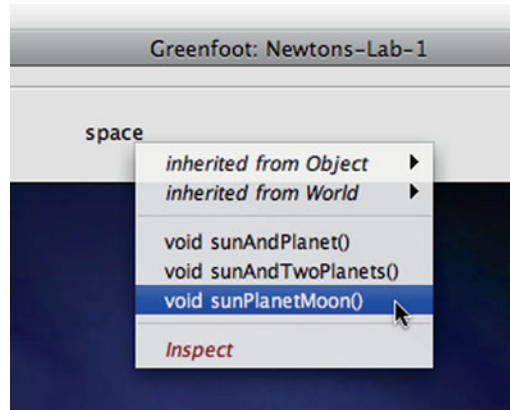 Greenfoot: Newtons-Lab-1
space
inherited from Object
inherited from World
void sunAndPlanet()
void sunAndTwoPlanets()
void sunPlanetMoon()
Inspect